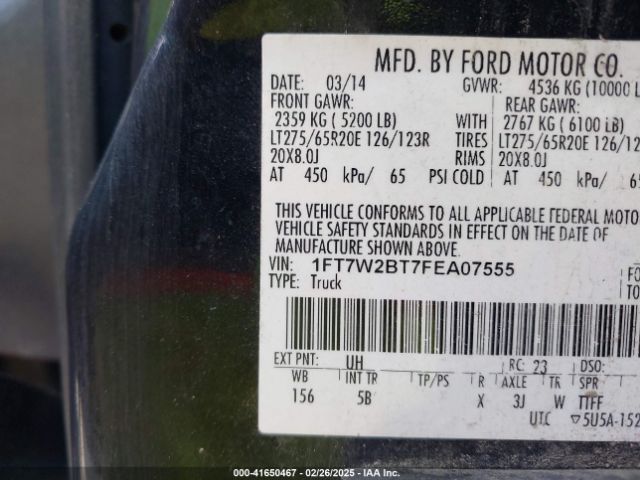 MFD. BY FORD MOTOR CO.
DATE: 03/14 GVWR: 4536 KG (10000 L
FRONT GAWR: REAR GAWR:
2359 KG ( 5200 LB) WITH 2767 KG ( 6100 LB)
LT275/65R20E 126/123R TIRES LT275/65R20E 126/12
20X8.0J RIMS 20X8.0J
AT 450 kPa/ 65 PSI COLD AT 450 kPa/ 65
THIS VEHICLE CONFORMS TO ALL APPLICABLE FEDERAL MOTOR
VEHICLE SAFETY STANDARDS IN EFFECT ON THE DATE OF
MANUFACTURE SHOWN ABOVE.
VIN: 1FT7W2BT7FEA07555
TYPE: Truck
EXT PNT: UH RC: 23 DSO:
WB INT TR TP/PS R AXLE TR SPR
156 5B X 3J W TTFF
UTC ▽5U5A-152
000-41650467 - 02/26/2025 - IAA Inc.